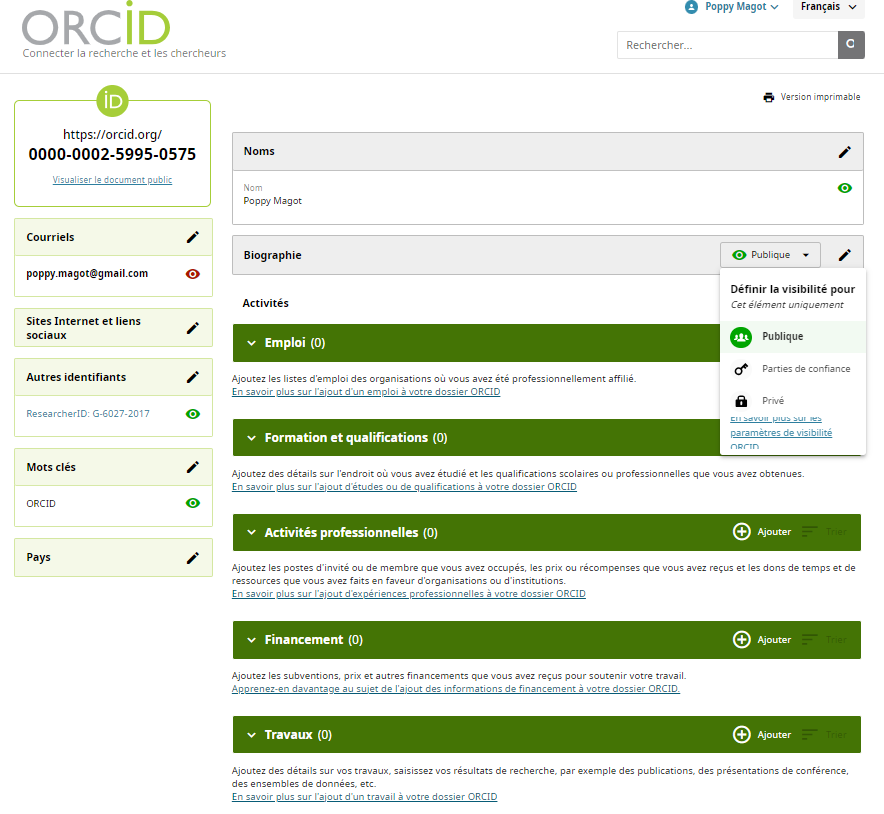 ORCID
Connecter la recherche et les chercheurs
Poppy Magot
Français
Rechercher...
Version imprimable
iD
https://orcid.org/
0000-0002-5995-0575
Visualiser le document public
Courriels
poppy.magot@gmail.com
Sites Internet et liens
sociaux
Autres identifiants
ResearcherID: G-6027-2017
Mots clés
ORCID
Pays
Noms
Nom
Poppy Magot
Biographie
Publique
Définir la visibilité pour
Cet élément uniquement
Publique
Parties de confiance
Privé
En savoir plus sur les
paramètres de visibilité
ORCID
Activités
Emploi (0)
Ajoutez les listes d'emploi des organisations où vous avez été professionnellement affilié.
En savoir plus sur l'ajout d'un emploi à votre dossier ORCID
Formation et qualifications (0)
Ajoutez des détails sur l'endroit où vous avez étudié et les qualifications scolaires ou professionnelles que vous avez obtenues.
En savoir plus sur l'ajout d'études ou de qualifications à votre dossier ORCID
Activités professionnelles (0)
Ajouter
Trier
Ajoutez les postes d'invité ou de membre que vous avez occupés, les prix ou récompenses que vous avez reçus et les dons de temps et de
ressources que vous avez faits en faveur d'organisations ou d'institutions.
En savoir plus sur l'ajout d'expériences professionnelles à votre dossier ORCID
Financement (0)
Ajouter
Trier
Ajoutez les subventions, prix et autres financements que vous avez reçus pour soutenir votre travail.
Apprenez-en davantage au sujet de l'ajout des informations de financement à votre dossier ORCID.
Travaux (0)
Ajouter
Trier
Ajoutez des détails sur vos travaux, saisissez vos résultats de recherche, par exemple des publications, des présentations de conférence,
des ensembles de données, etc.
En savoir plus sur l'ajout d'un travail à votre dossier ORCID